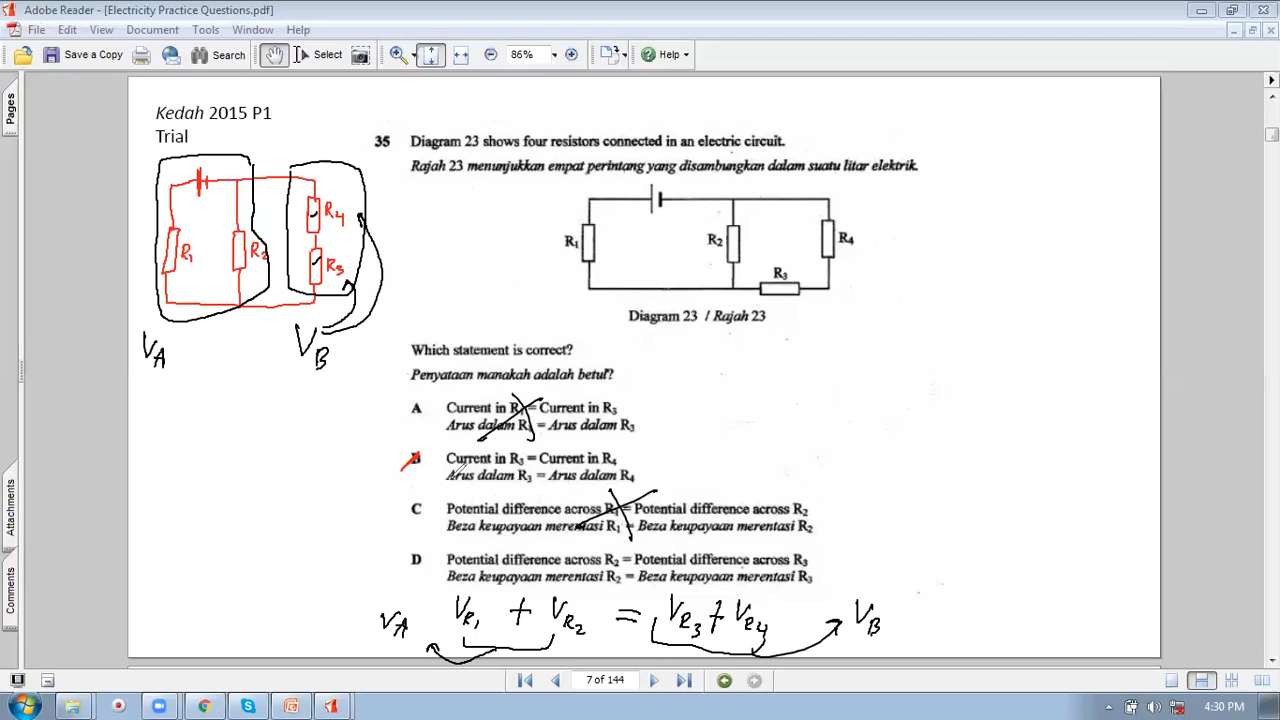 Adobe Reader - [Electricity Practice Questions.pdf]
File Edit View Document Tools Window Help
Save a Copy Search Select 86% Help
Pages
Attachments
Comments
Kedah 2015 P1
Trial
R1 R2 R4
R3
VA VB
35 Diagram 23 shows four resistors connected in an electric circuit.
Rajah 23 menunjukkan empat perintang yang disambungkan dalam suatu litar elektrik.
R1 R2 R4
R3
Diagram 23 / Rajah 23
Which statement is correct?
Penyataan manakah adalah betul?
A Current in R1 = Current in R3
Arus dalam R1 = Arus dalam R3
B Current in R3 = Current in R4
Arus dalam R3 = Arus dalam R4
C Potential difference across R1 = Potential difference across R2
Beza keupayaan merentasi R1 = Beza keupayaan merentasi R2
D Potential difference across R2 = Potential difference across R3
Beza keupayaan merentasi R2 = Beza keupayaan merentasi R3
VA VR1 + VR2 = VR3 + VR4 VB
7 of 144
4:30 PM